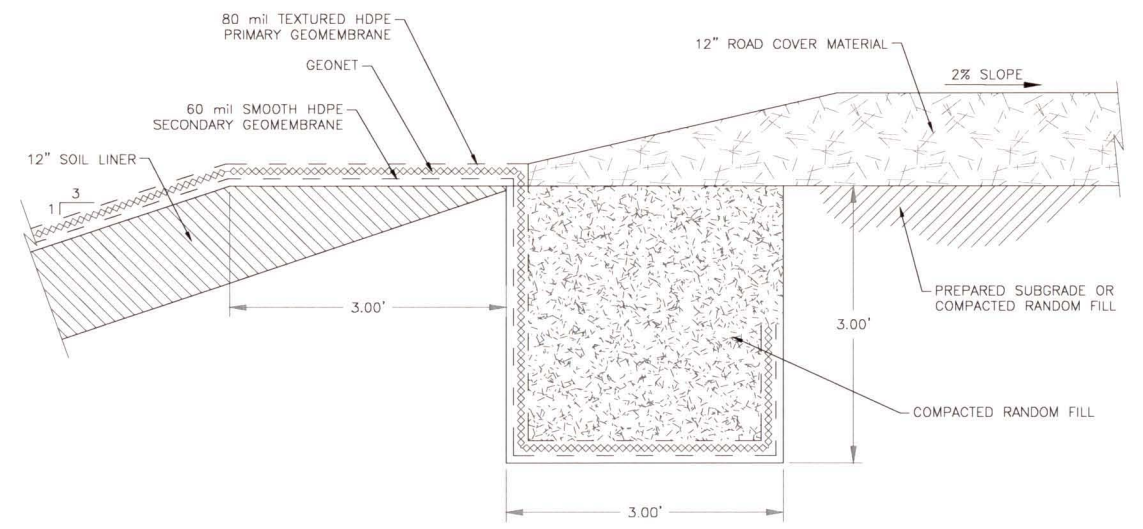 80 mil TEXTURED HDPE
PRIMARY GEOMEMBRANE
GEONET
60 mil SMOOTH HDPE
SECONDARY GEOMEMBRANE
12" SOIL LINER
3
1
12" ROAD COVER MATERIAL
2% SLOPE
3.00'
3.00'
PREPARED SUBGRADE OR
COMPACTED RANDOM FILL
COMPACTED RANDOM FILL
3.00'